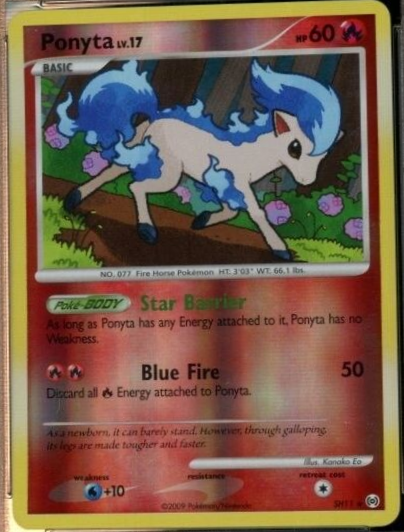 Ponyta LV.17 HP 60
BASIC
NO. 077 Fire Horse Pokémon HT: 3'03" WT: 66.1 lbs.
Poké-BODY Star Barrier
As long as Ponyta has any Energy attached to it, Ponyta has no
Weakness.
Blue Fire 50
Discard all Energy attached to Ponyta.
As a newborn, it can barely stand. However, through galloping,
its legs are made tougher and faster.
Illus. Kanako Eo
weakness resistance retreat cost
+10
©2009 Pokémon/Nintendo SH11